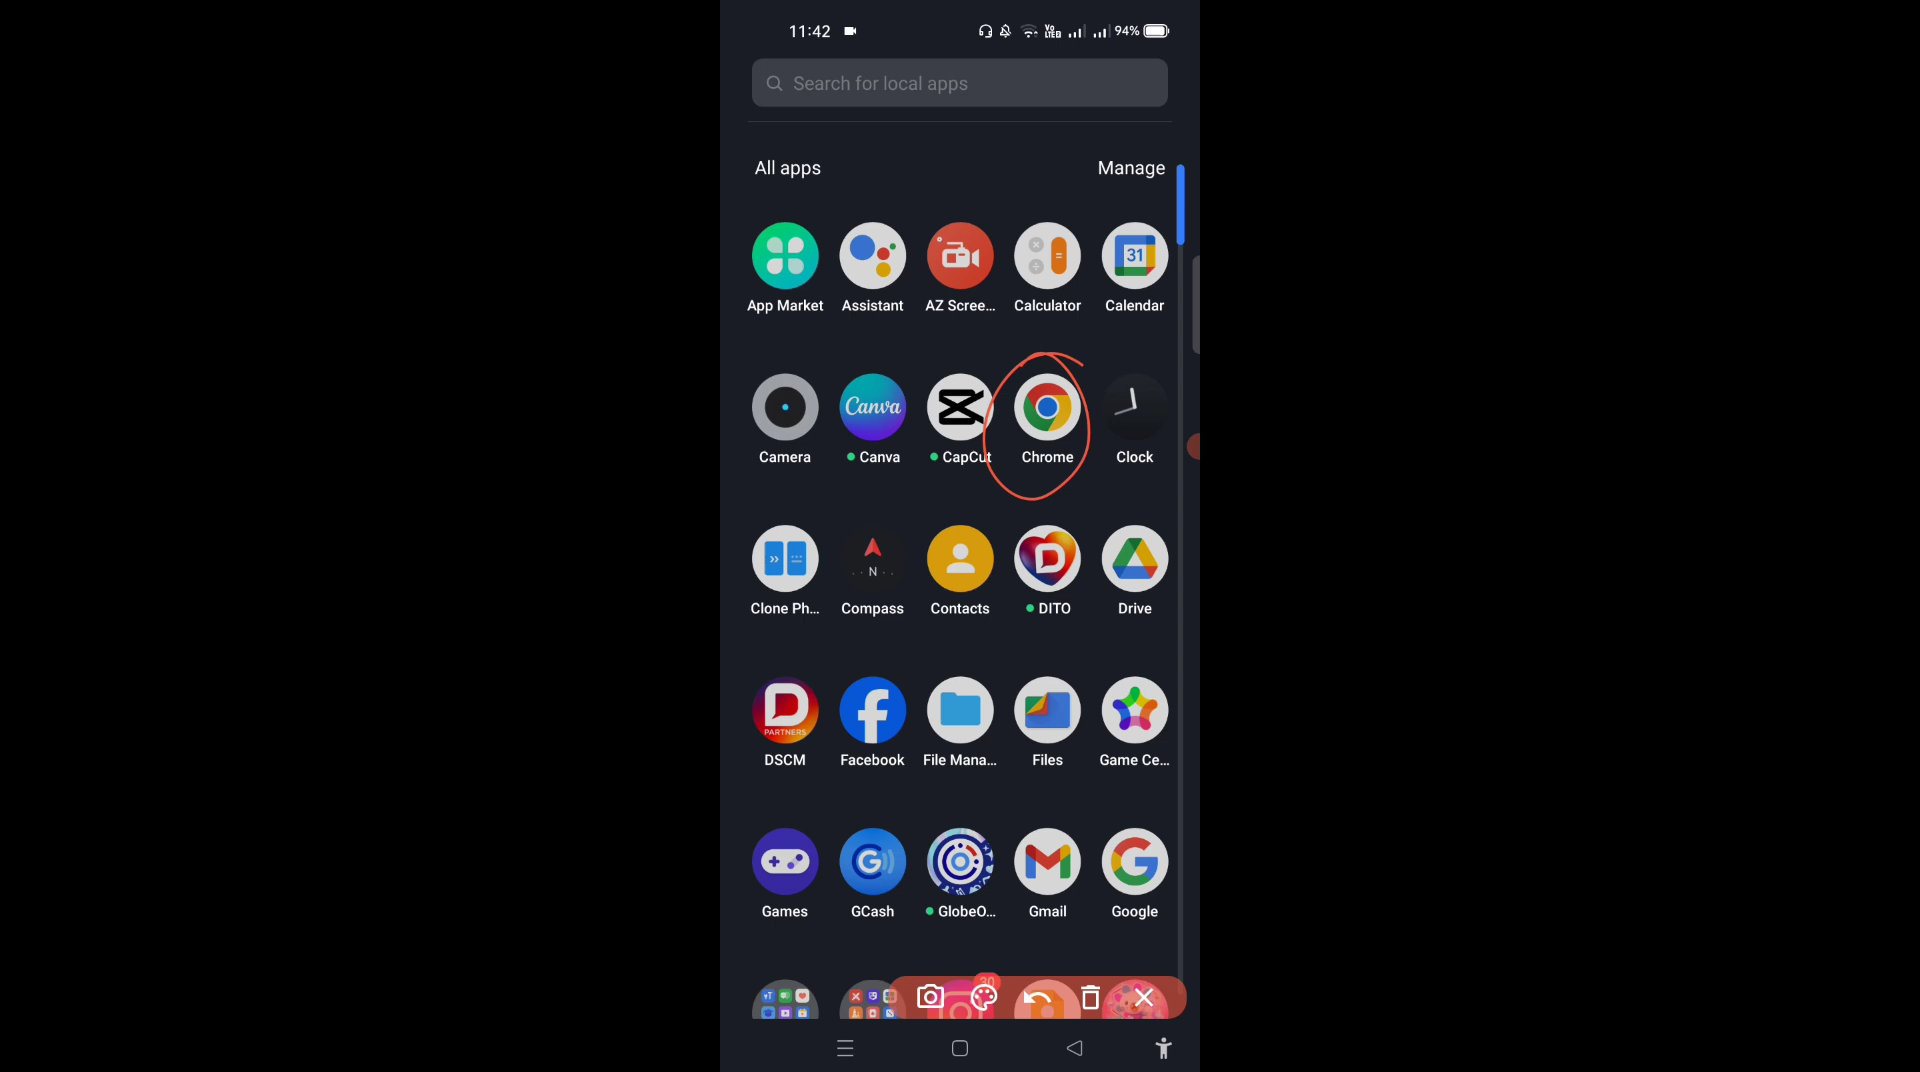 11:42 94%
Search for local apps
All apps Manage
31
App Market Assistant AZ Scree... Calculator Calendar
Canva
Camera Canva CapCut Chrome Clock
N
Clone Ph... Compass Contacts DITO Drive
PARTNERS
DSCM Facebook File Mana... Files Game Ce...
Games GCash GlobeO... Gmail Google